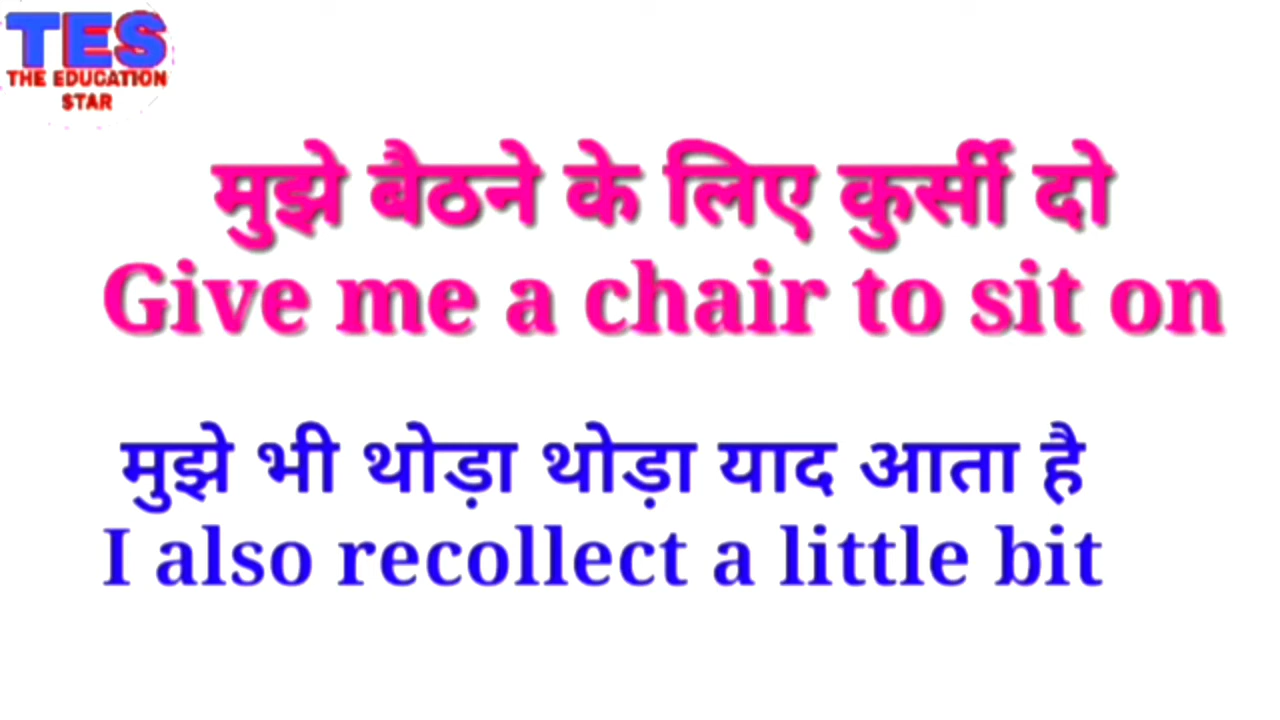 TES
THE EDUCATION
STAR
मुझे बैठने के लिए कुर्सी दो
Give me a chair to sit on
मुझे भी थोड़ा थोड़ा याद आता है
I also recollect a little bit